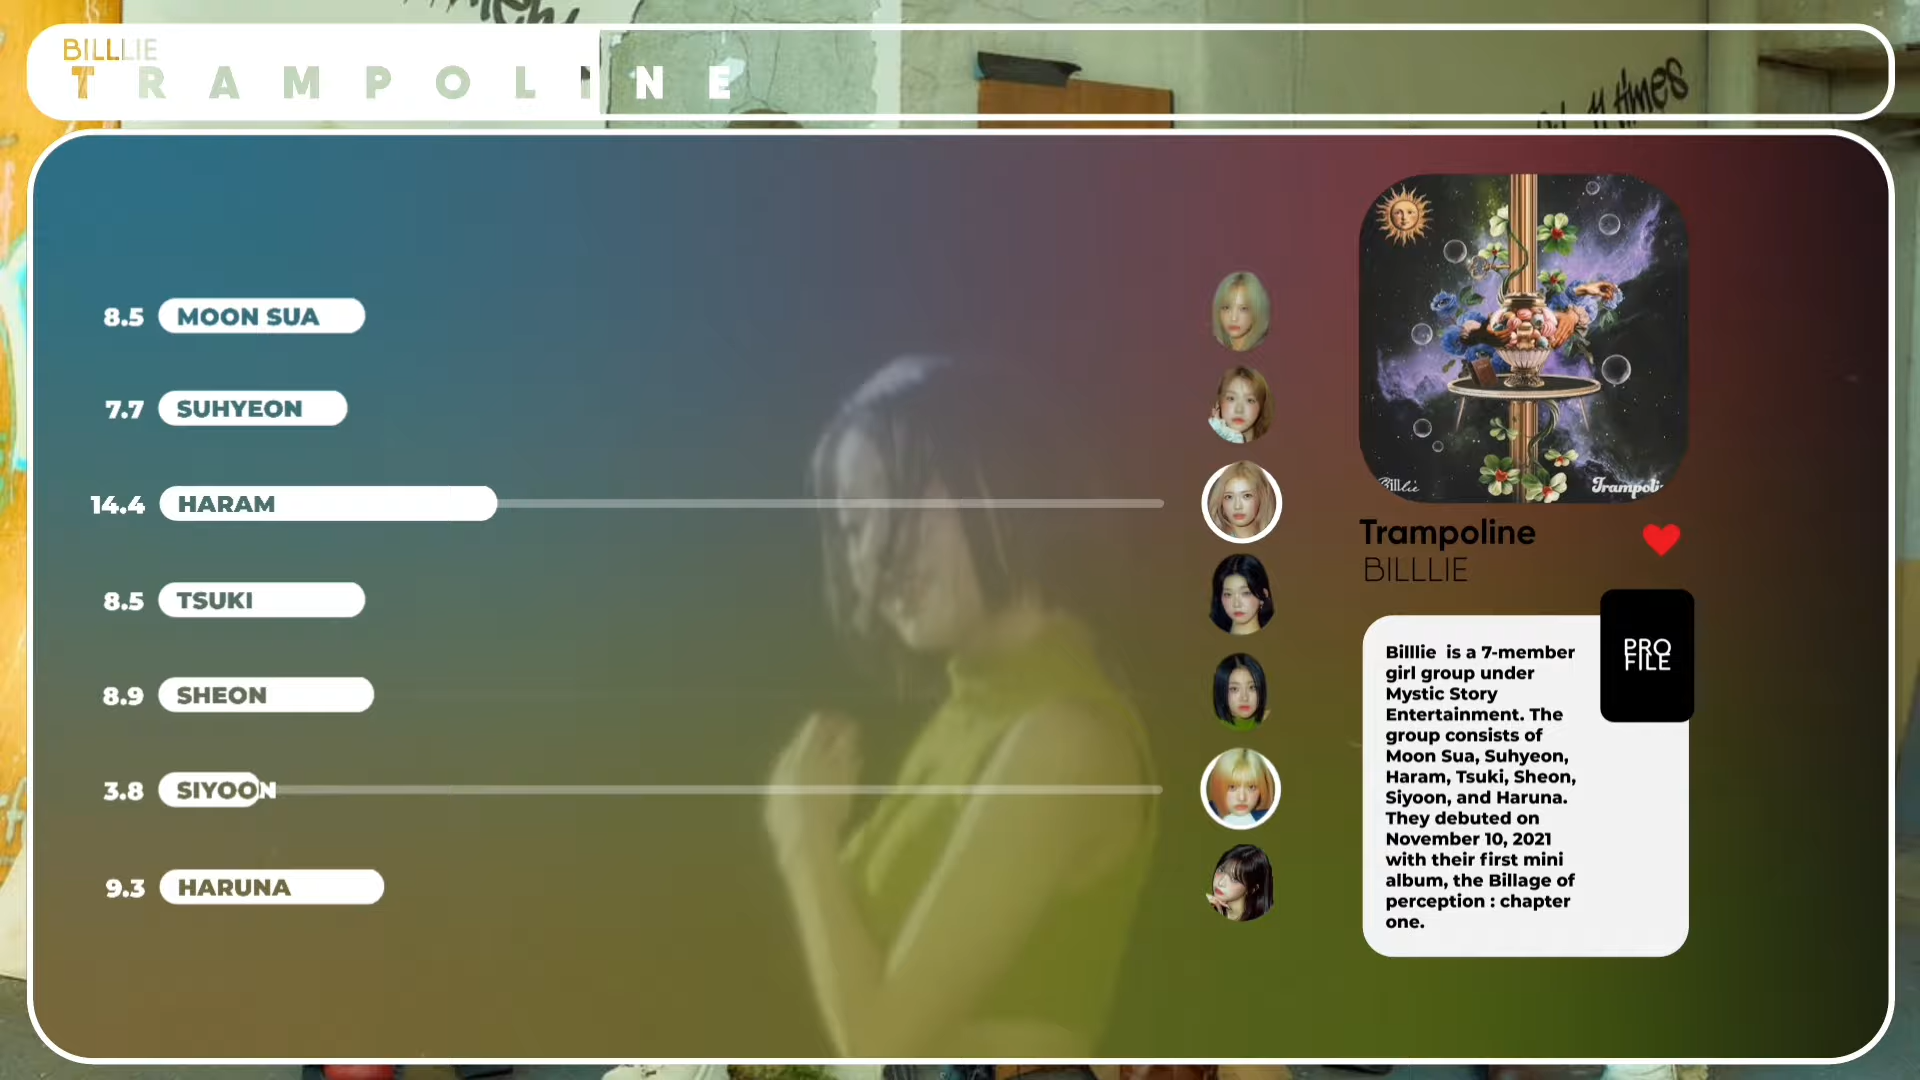 BILLLIE
TRAMPOLINE
8.5 MOON SUA
7.7 SUHYEON
14.4 HARAM
8.5 TSUKI
8.9 SHEON
3.8 SIYOON
9.3 HARUNA
Billlie
Trampoli
Trampoline
BILLLIE
PRO
FILE
Billlie is a 7-member
girl group under
Mystic Story
Entertainment. The
group consists of
Moon Sua, Suhyeon,
Haram, Tsuki, Sheon,
Siyoon, and Haruna.
They debuted on
November 10, 2021
with their first mini
album, the Billage of
perception : chapter
one.